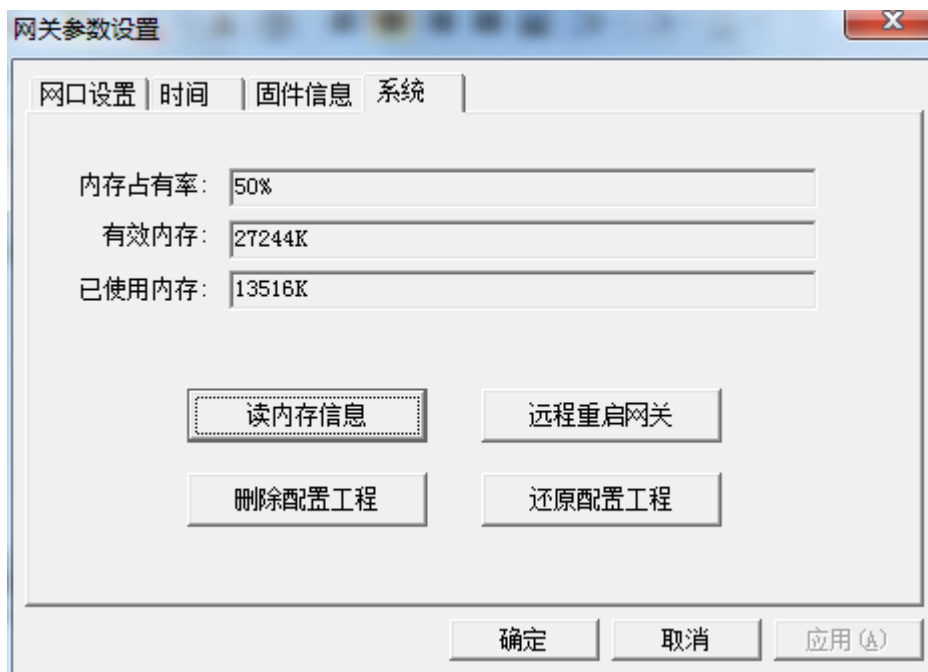 网关参数设置
网口设置 时间 固件信息 系统
内存占有率: 50%
有效内存: 27244K
已使用内存: 13516K
读内存信息 远程重启网关
删除配置工程 还原配置工程
确定 取消 应用(A)